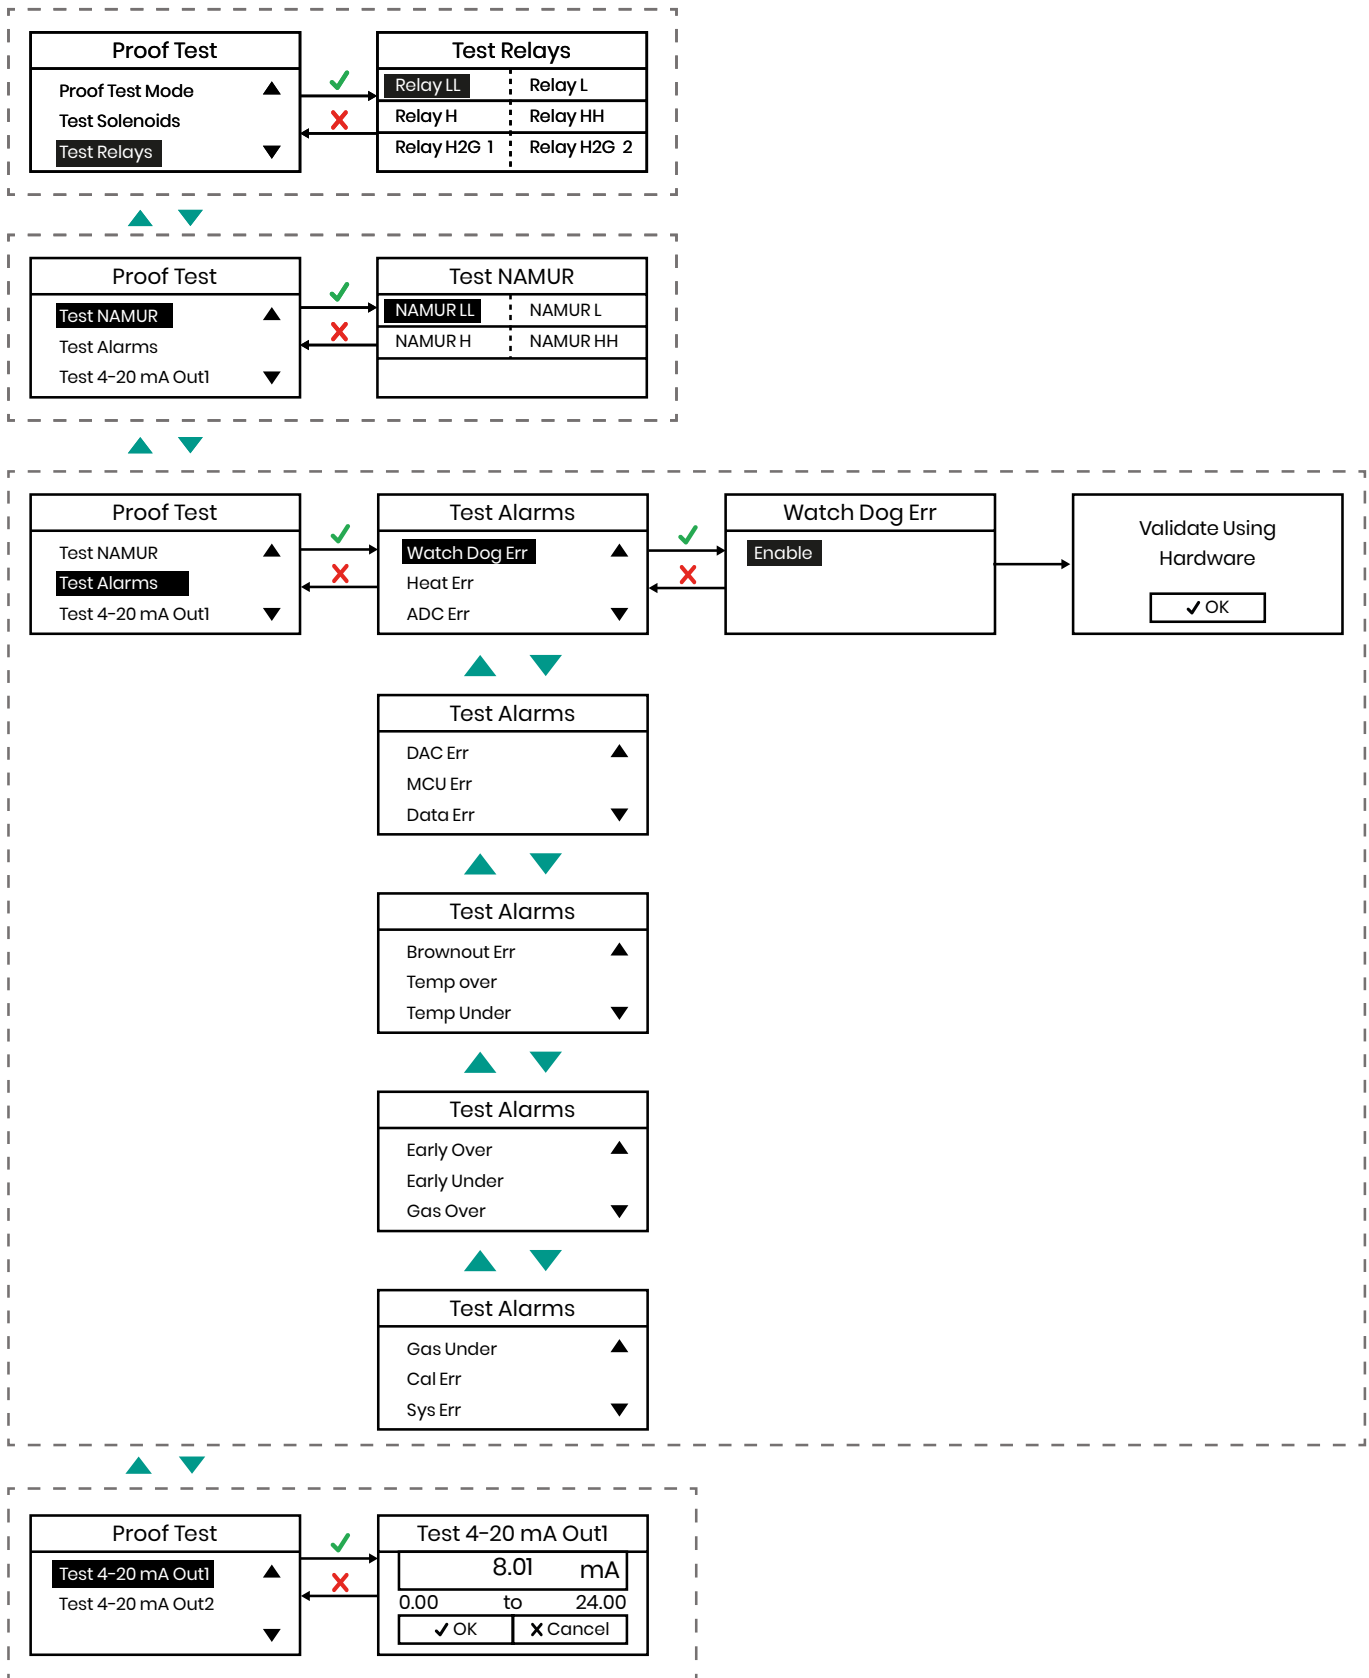 Proof Test
Proof Test Mode
Test Solenoids
Test Relays
Test Relays
Relay LL Relay L
Relay H Relay HH
Relay H2G 1 Relay H2G 2
Proof Test
Test NAMUR
Test Alarms
Test 4-20 mA Out1
Test NAMUR
NAMUR LL NAMUR L
NAMUR H NAMUR HH
Proof Test
Test NAMUR
Test Alarms
Test 4-20 mA Out1
Test Alarms
Watch Dog Err
Heat Err
ADC Err
Watch Dog Err
Enable
Validate Using
Hardware
OK
Test Alarms
DAC Err
MCU Err
Data Err
Test Alarms
Brownout Err
Temp over
Temp Under
Test Alarms
Early Over
Early Under
Gas Over
Test Alarms
Gas Under
Cal Err
Sys Err
Proof Test
Test 4-20 mA Out1
Test 4-20 mA Out2
Test 4-20 mA Out1
8.01 mA
0.00 to 24.00
OK Cancel